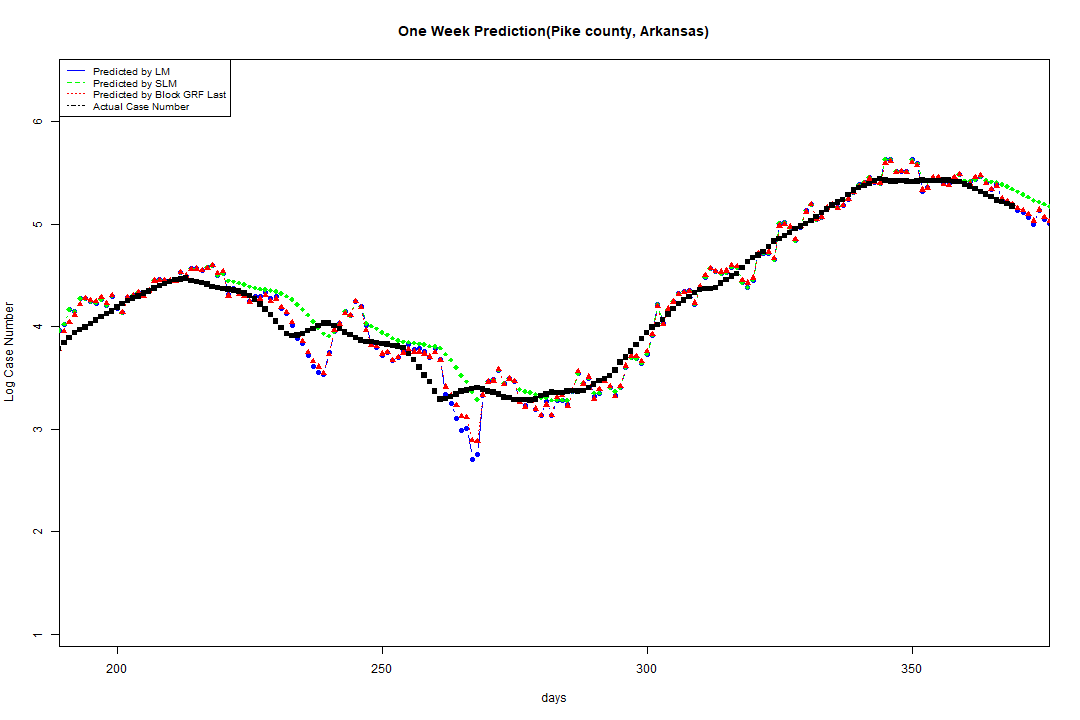 One Week Prediction(Pike county, Arkansas)
Predicted by LM
Predicted by SLM
Predicted by Block GRF Last
Actual Case Number
6
5
4
3
2
1
Log Case Number
200 250 300 350
days